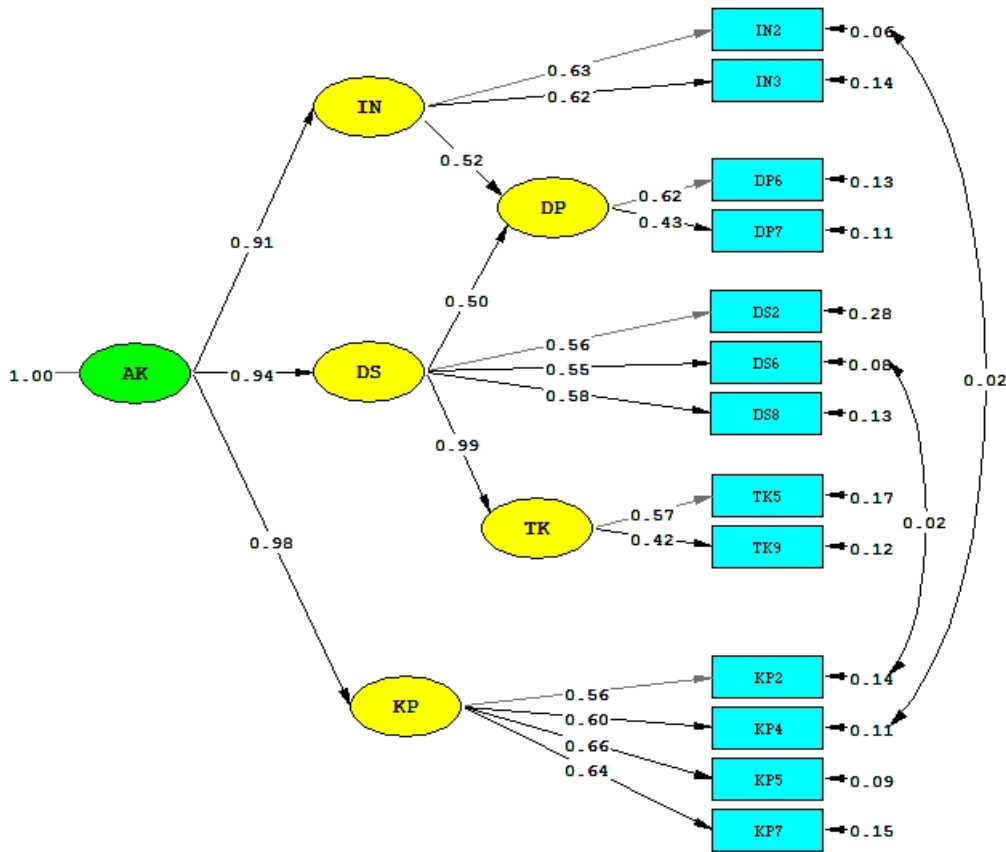 IN2 0.06
0.63
IN3 0.14
0.62
IN
0.52
DP6 0.13
0.62
DP
0.43
DP7 0.11
0.91
0.50
DS2 0.28
0.56
DS6 0.08
0.55
1.00 AK 0.94 DS
0.02
0.58
DS8 0.13
0.99
TK5 0.17
0.57
TK
0.02
0.42
TK9 0.12
0.98
KP2 0.14
0.56
KP
0.60
KP4 0.11
0.66
0.64
KP5 0.09
KP7 0.15